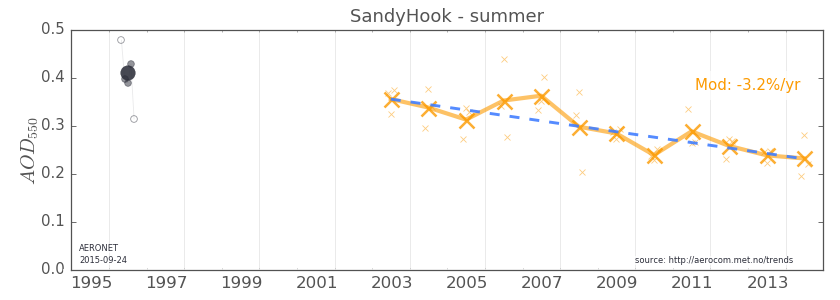 SandyHook - summer
0.5
0.4
0.3
0.2
0.1
0.0
AOD550
Mod: -3.2%/yr
AERONET
2015-09-24
source: http://aerocom.met.no/trends
1995 1997 1999 2001 2003 2005 2007 2009 2011 2013